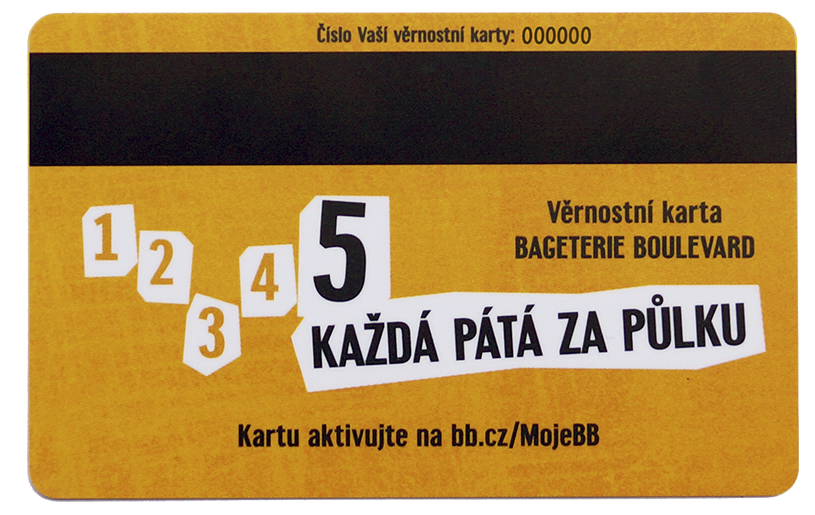 Číslo Vaší věrnostní karty: 000000
1 2 3 4 5
Věrnostní karta
BAGETERIE BOULEVARD
KAŽDÁ PÁTÁ ZA PŮLKU
Kartu aktivujte na bb.cz/MojeBB